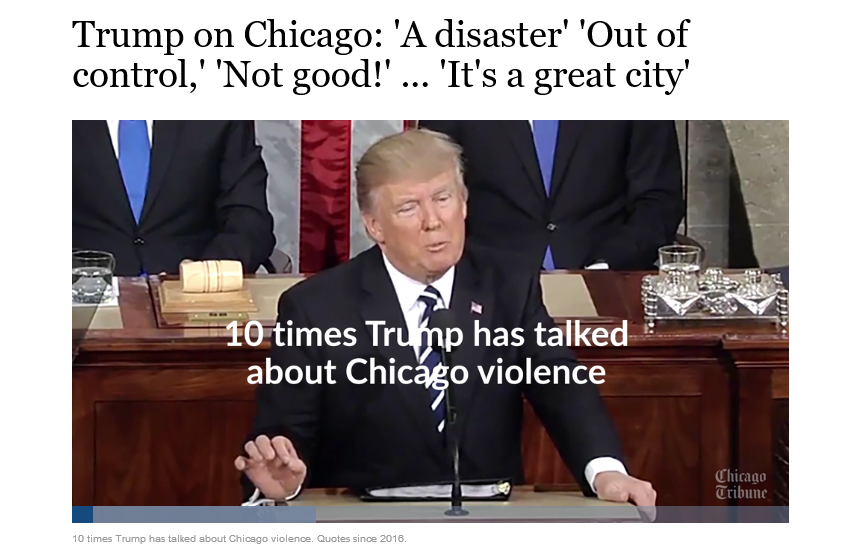 Trump on Chicago: 'A disaster' 'Out of
control,' 'Not good!' ... 'It's a great city'
10 times Trump has talked
about Chicago violence
Chicago
Tribune
10 times Trump has talked about Chicago violence. Quotes since 2016.